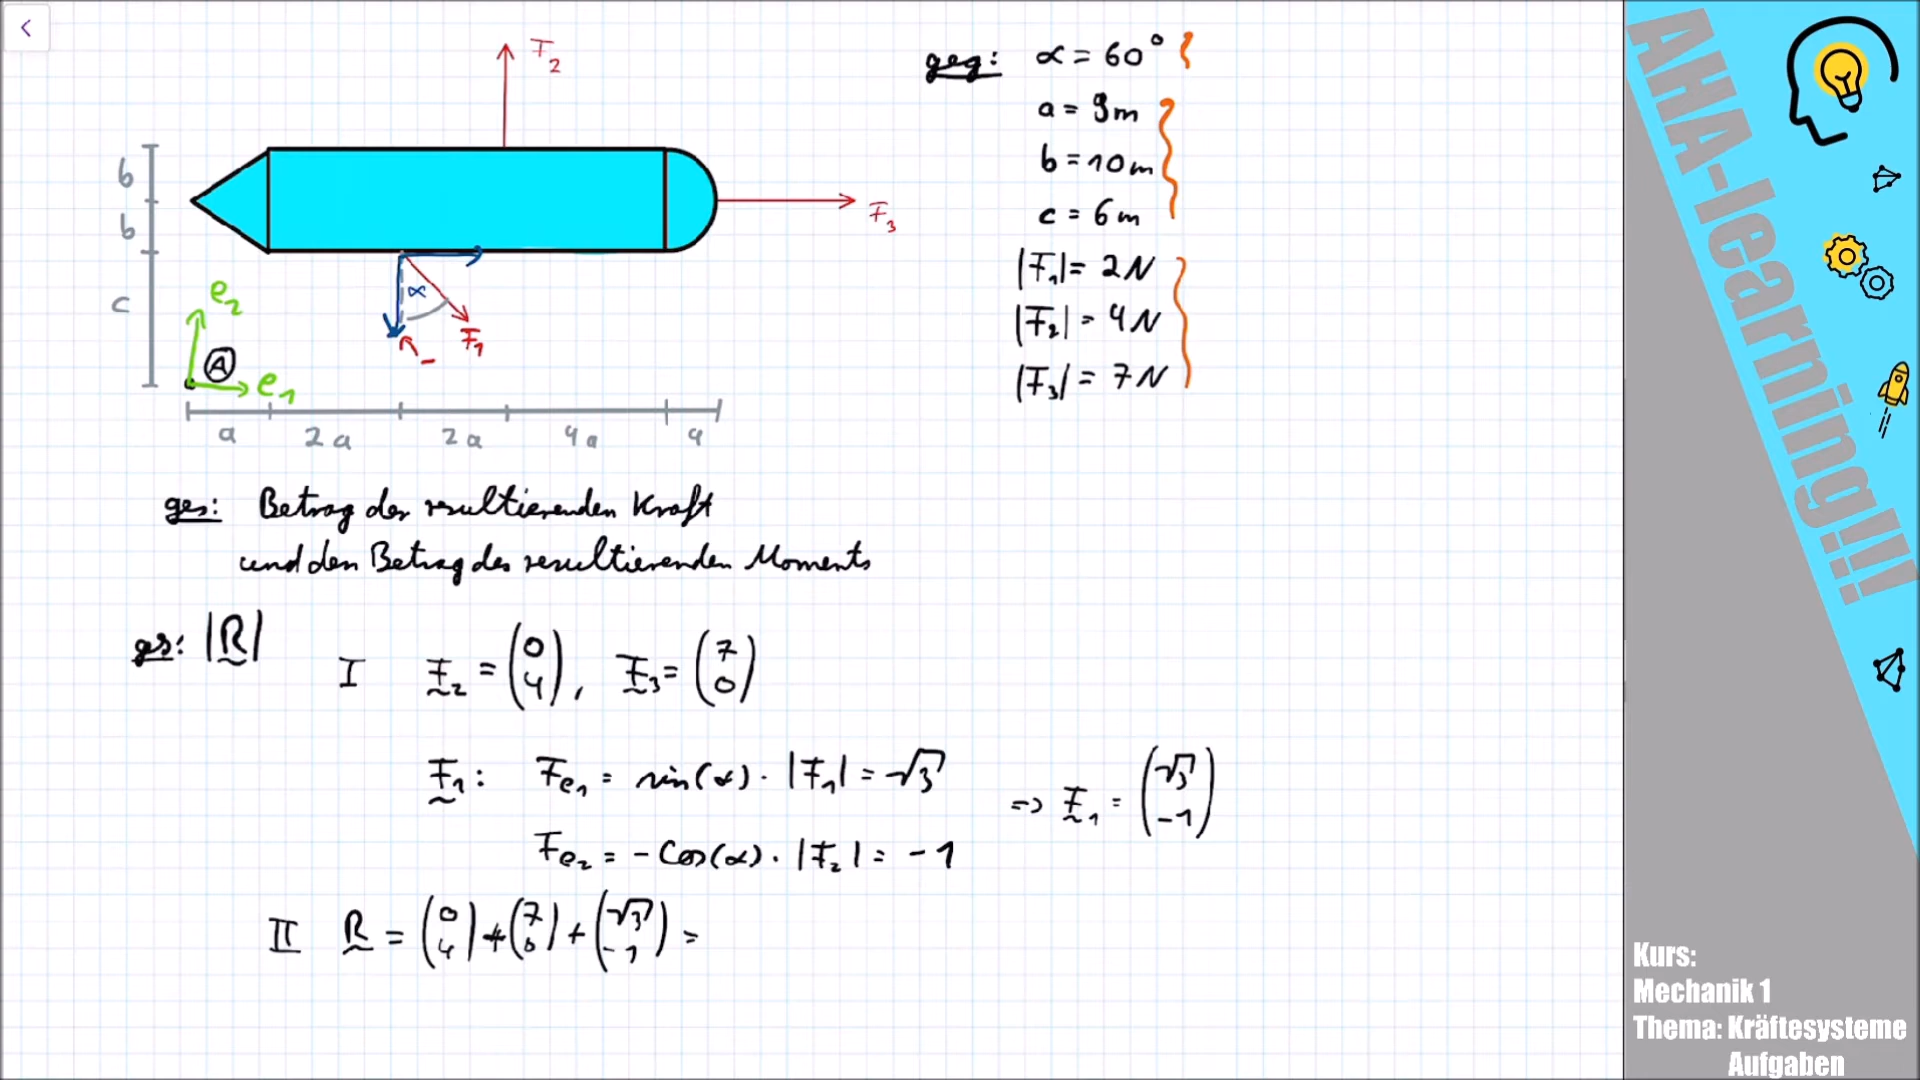 F2
F3
b
b
c
α
F1
e2
A
e1
a 2a 2a 4a a
geg: α = 60°
a = 9m
b = 10m
c = 6m
|F1| = 2N
|F2| = 4N
|F3| = 7N
ges: Betrag der resultierenden Kraft
und den Betrag des resultierenden Moments
ges: |R|
I F2 = (0 4), F3 = (7 0)
F1: Fe1 = sin(α) · |F1| = √3
Fe2 = -cos(α) · |F2| = -1
=> F1 = (√3 -1)
II R = (0 4) + (7 0) + (√3 -1) =
AHA-learning!!!
Kurs:
Mechanik 1
Thema: Kräftesysteme
Aufgaben